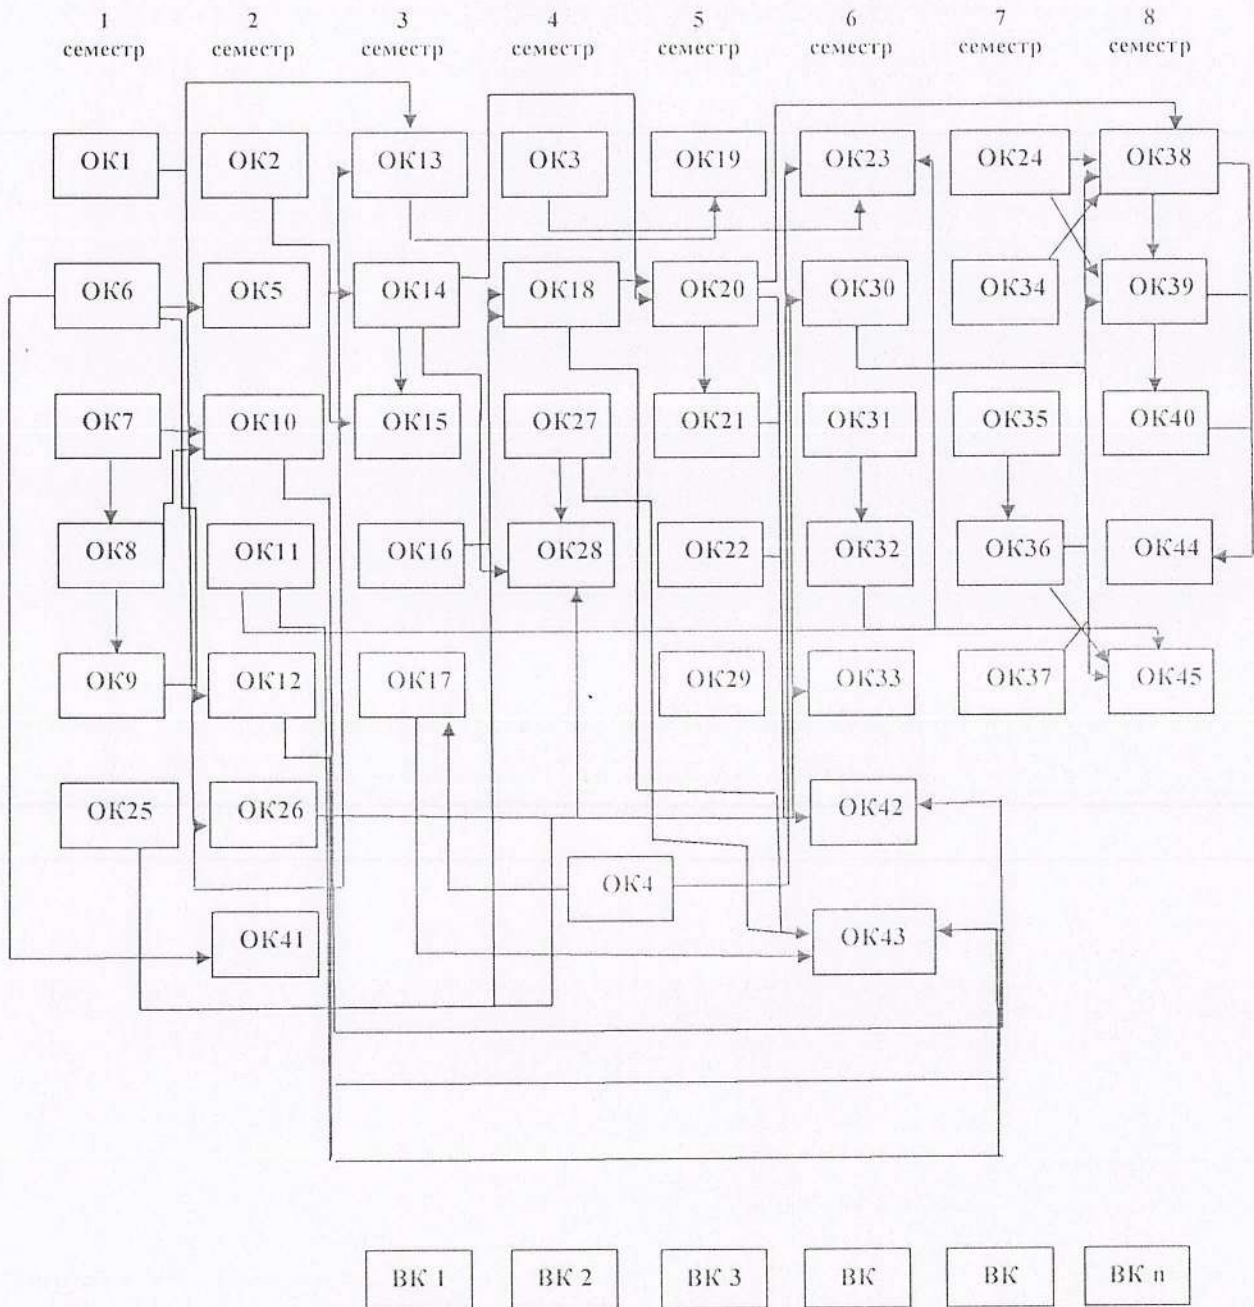 1 2 3 4 5 6 7 8
семестр семестр семестр семестр семестр семестр семестр семестр
ОК1 ОК2 ОК13 ОК3 ОК19 ОК23 ОК24 ОК38
ОК6 ОК5 ОК14 ОК18 ОК20 ОК30 ОК34 ОК39
ОК7 ОК10 ОК15 ОК27 ОК21 ОК31 ОК35 ОК40
ОК8 ОК11 ОК16 ОК28 ОК22 ОК32 ОК36 ОК44
ОК9 ОК12 ОК17 ОК29 ОК33 ОК37 ОК45
ОК25 ОК26 ОК42
ОК4
ОК41 ОК43
ВК 1 ВК 2 ВК 3 ВК ВК ВК п